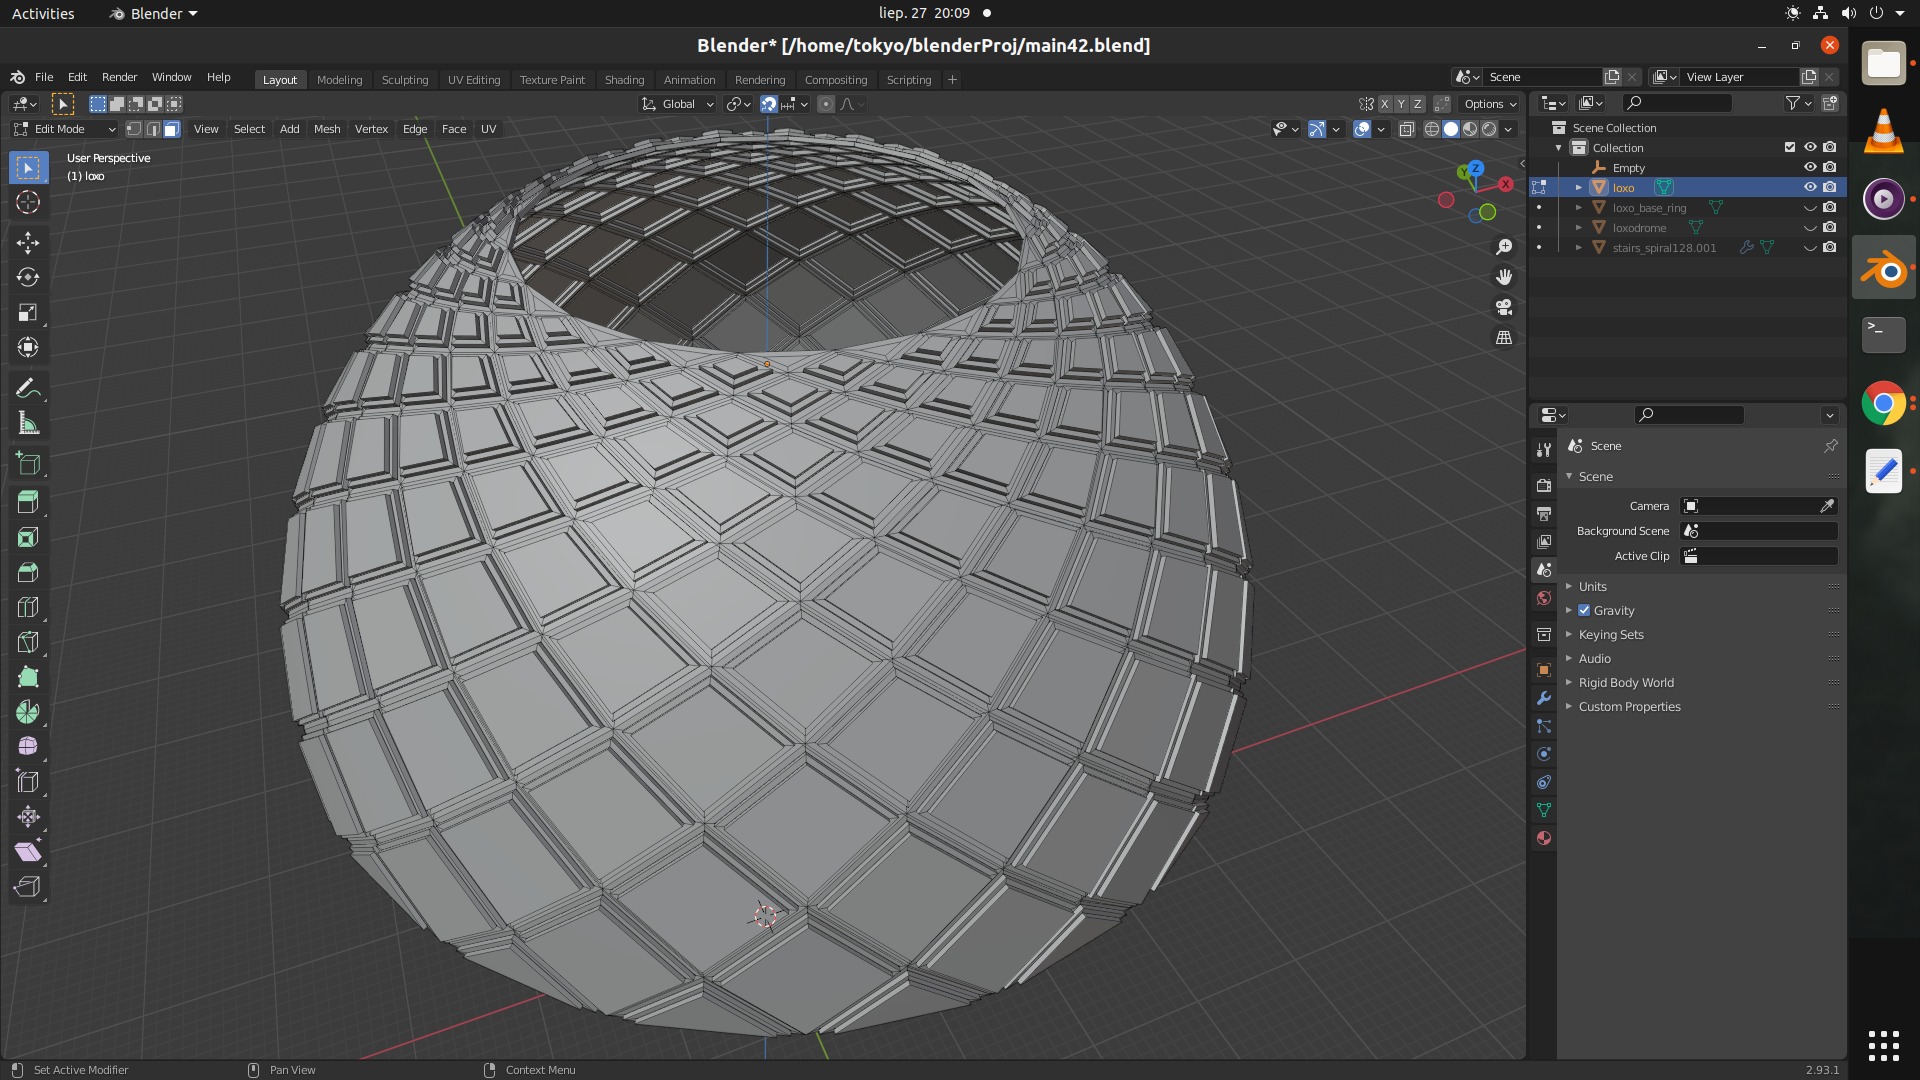 Activities
Blender
liep. 27 20:09
Blender* [/home/tokyo/blenderProj/main42.blend]
File Edit Render Window Help
Layout Modeling Sculpting UV Editing Texture Paint Shading Animation Rendering Compositing Scripting
Scene
View Layer
Global
X Y Z
Options
Edit Mode
View Select Add Mesh Vertex Edge Face UV
User Perspective
(1) loxo
Z
Y
X
Scene Collection
Collection
Empty
loxo
loxo_base_ring
loxodrome
stairs_spiral128.001
Scene
Scene
Camera
Background Scene
Active Clip
Units
Gravity
Keying Sets
Audio
Rigid Body World
Custom Properties
Set Active Modifier
Pan View
Context Menu
2.93.1